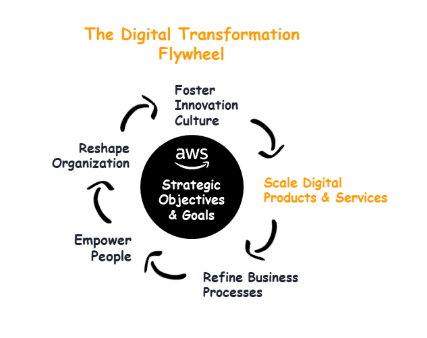 The Digital Transformation
Flywheel
Foster
Innovation
Culture
Scale Digital
Products & Services
Refine Business
Processes
Empower
People
Reshape
Organization
aws
Strategic
Objectives
& Goals